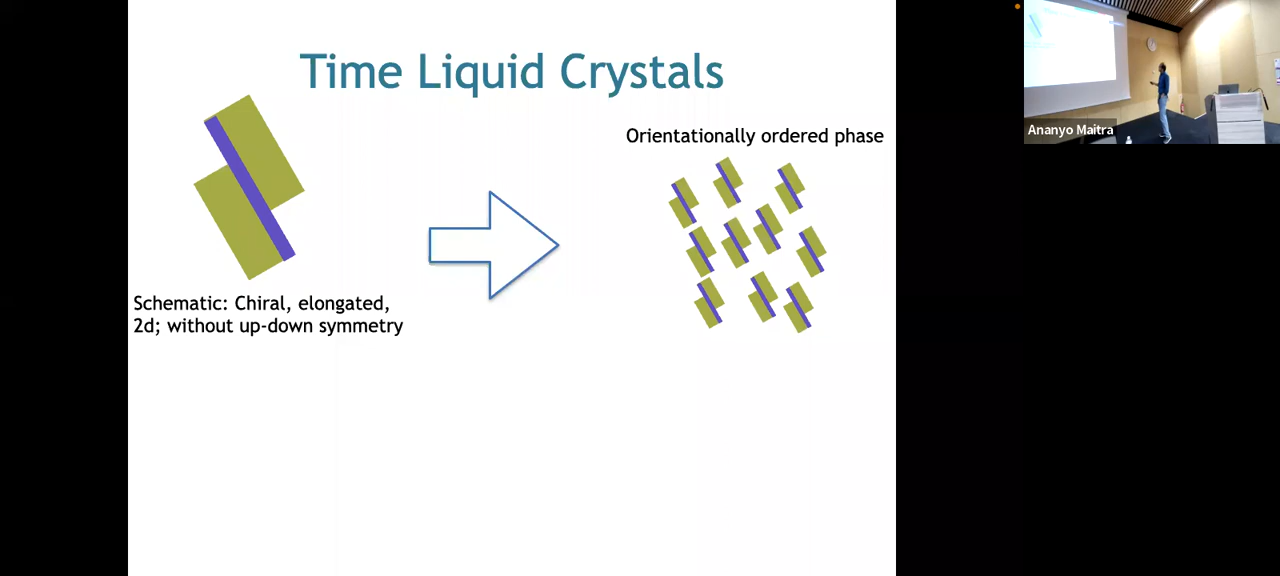 Time Liquid Crystals
Orientationally ordered phase
Schematic: Chiral, elongated,
2d; without up-down symmetry
Ananyo Maitra